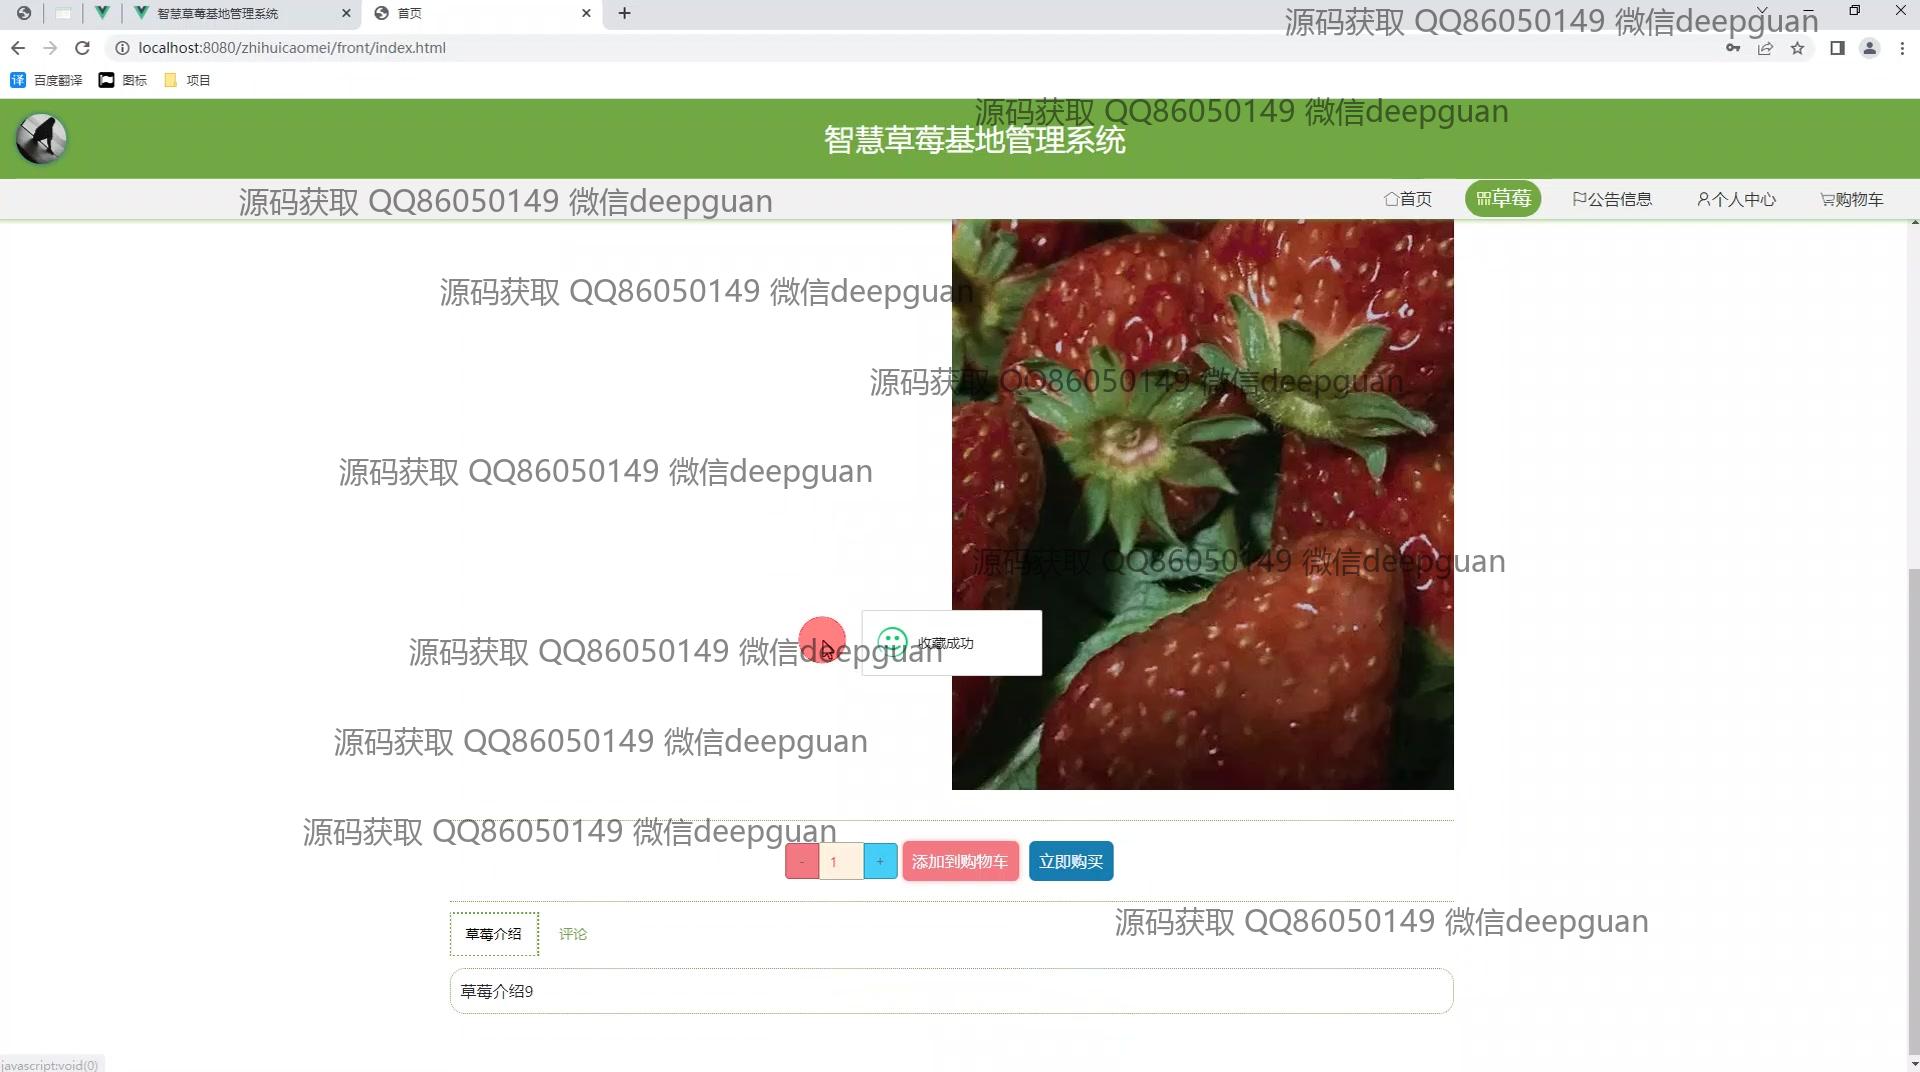 智慧草莓基地管理系统
首页
源码获取 QQ86050149 微信deepguan
localhost:8080/zhihuicaomei/front/index.html
译 百度翻译 图标 项目
源码获取 QQ86050149 微信deepguan
智慧草莓基地管理系统
源码获取 QQ86050149 微信deepguan
首页 草莓 公告信息 个人中心 购物车
源码获取 QQ86050149 微信deepguan
源码获取 QQ86050149 微信deepguan
源码获取 QQ86050149 微信deepguan
源码获取 QQ86050149 微信deepguan
源码获取 QQ86050149 微信deepguan
收藏成功
源码获取 QQ86050149 微信deepguan
源码获取 QQ86050149 微信deepguan
- 1 + 添加到购物车 立即购买
源码获取 QQ86050149 微信deepguan
草莓介绍 评论
草莓介绍9
javascript:void(0)